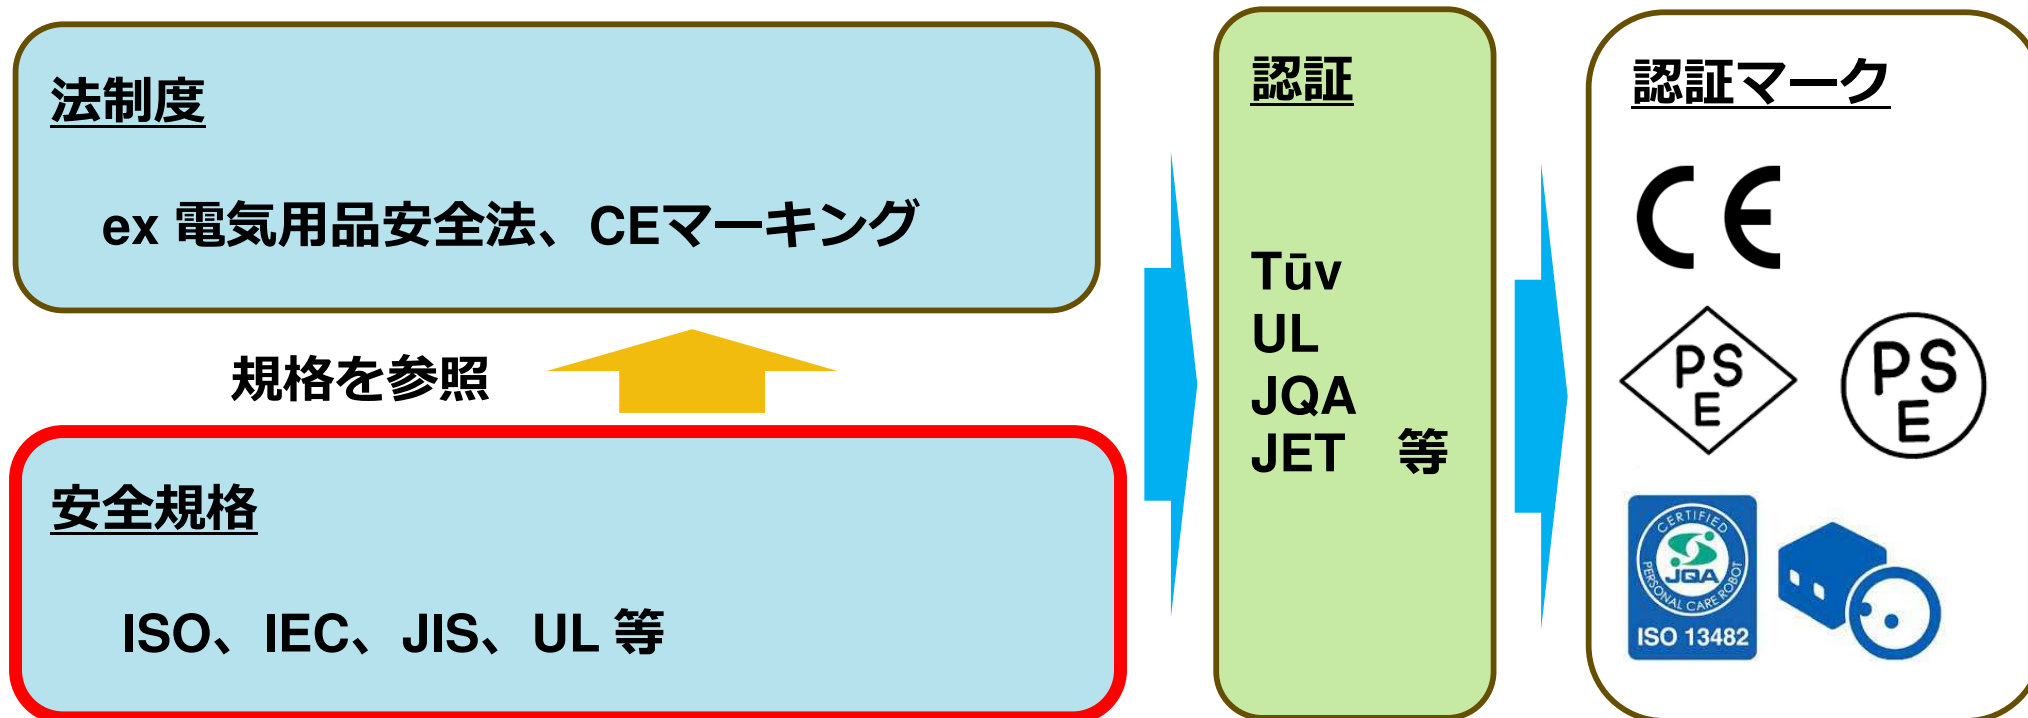 法制度
ex 電気用品安全法、CEマーキング
規格を参照
安全規格
ISO、IEC、JIS、UL 等
認証
Tūv
UL
JQA
JET 等
認証マーク
CE
PS
E
PS
E
CERTIFIED
JQA
PERSONAL CARE ROBOT
ISO 13482